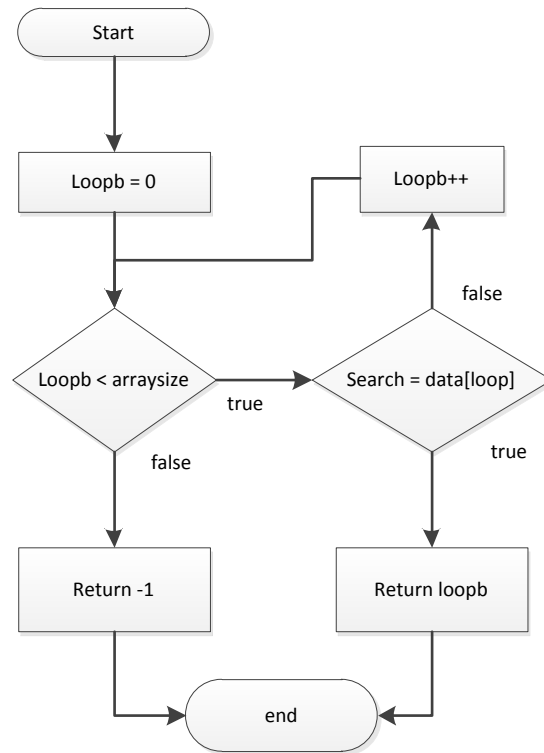 Start
Loopb = 0
Loopb++
false
Loopb < arraysize
Search = data[loop]
true
true
false
Return -1
Return loopb
end